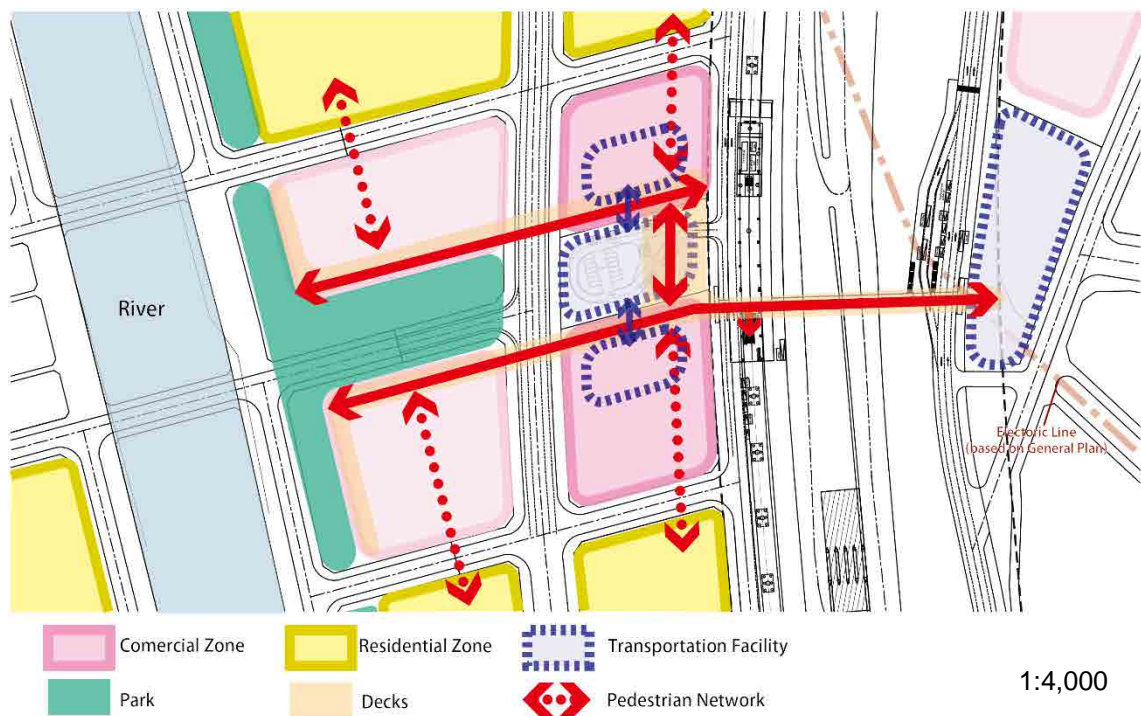 River
Electoric Line
(based on General Plan)
Comercial Zone
Residential Zone
Transportation Facility
Park
Decks
Pedestrian Network
1:4,000